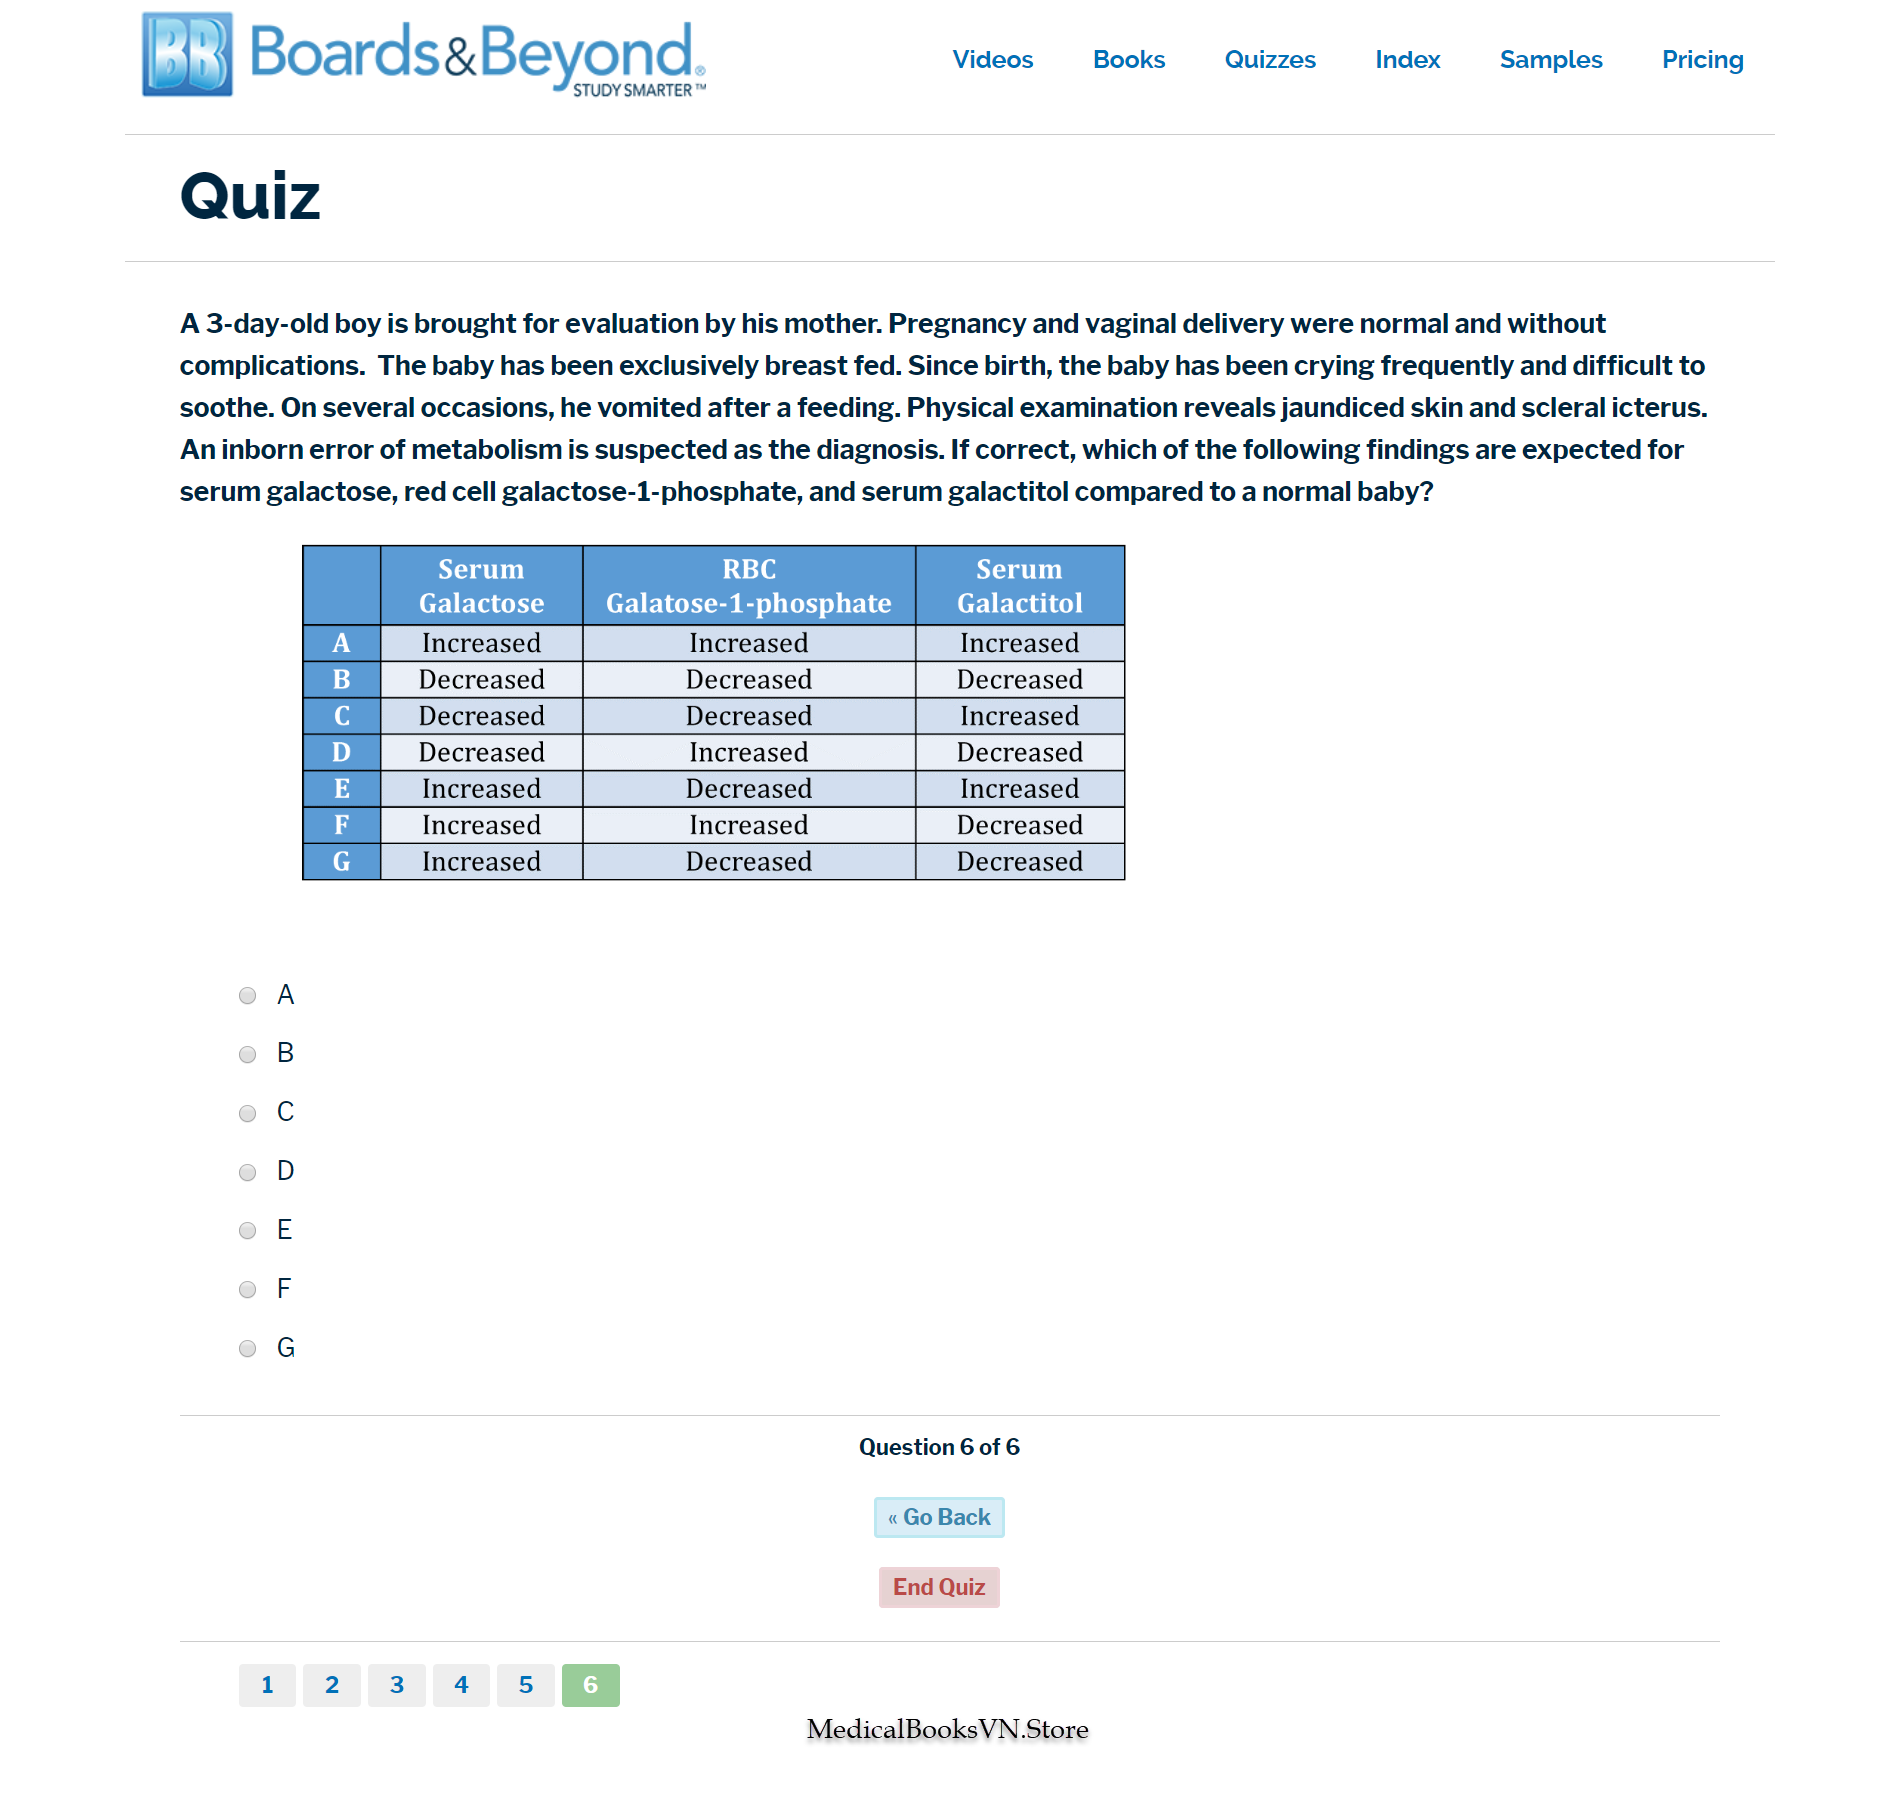 BB Boards&Beyond®
STUDY SMARTER™
Videos Books Quizzes Index Samples Pricing
Quiz
A 3-day-old boy is brought for evaluation by his mother. Pregnancy and vaginal delivery were normal and without
complications. The baby has been exclusively breast fed. Since birth, the baby has been crying frequently and difficult to
soothe. On several occasions, he vomited after a feeding. Physical examination reveals jaundiced skin and scleral icterus.
An inborn error of metabolism is suspected as the diagnosis. If correct, which of the following findings are expected for
serum galactose, red cell galactose-1-phosphate, and serum galactitol compared to a normal baby?
Serum Galactose RBC Galatose-1-phosphate Serum Galactitol
A Increased Increased Increased
B Decreased Decreased Decreased
C Decreased Decreased Increased
D Decreased Increased Decreased
E Increased Decreased Increased
F Increased Increased Decreased
G Increased Decreased Decreased
A
B
C
D
E
F
G
Question 6 of 6
« Go Back
End Quiz
1 2 3 4 5 6
MedicalBooksVN.Store